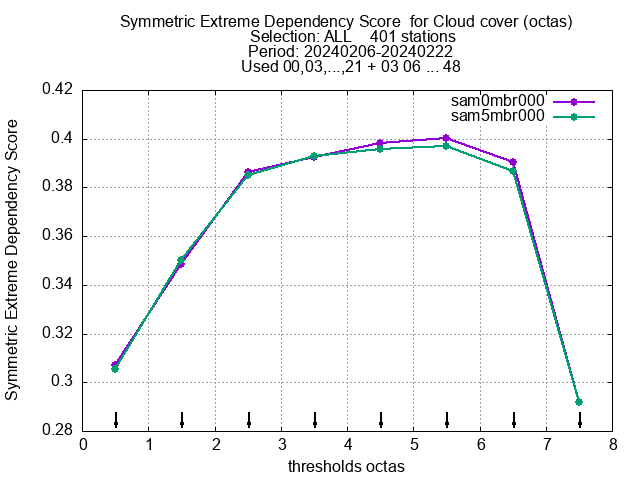 Symmetric Extreme Dependency Score  for Cloud cover (octas)
Selection: ALL    401 stations
Period: 20240206-20240222
Used 00,03,...,21 + 03 06 ... 48
sam0mbr000
sam5mbr000
Symmetric Extreme Dependency Score
0.42
0.4
0.38
0.36
0.34
0.32
0.3
0.28
0 1 2 3 4 5 6 7 8
thresholds octas